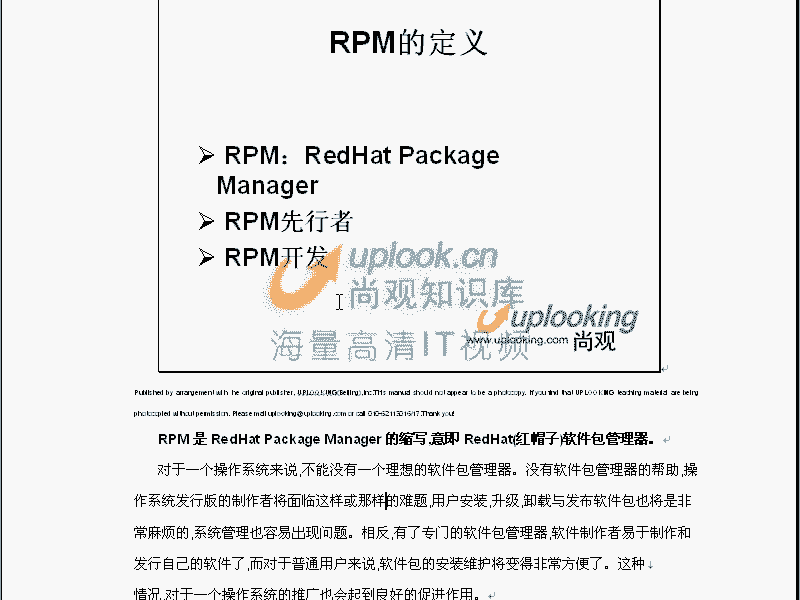 RPM的定义
RPM：RedHat Package
Manager
RPM先行者
RPM开发
uplook.cn
尚观知识库
uplooking
www.uplooking.com 尚观
海量高清IT视频
Published by arrangement with the original publisher, UPLOOKING(Beijing),Inc.This manual should not appear to be a photocopy. If you find that UPLOOKING teaching material are being
photocopied without permission. Please mail uplooking@uplooking.com or call Thank you!
RPM 是 RedHat Package Manager 的缩写,意即 RedHat(红帽子)软件包管理器。
对于一个操作系统来说,不能没有一个理想的软件包管理器。没有软件包管理器的帮助,操
作系统发行版的制作者将面临这样或那样的难题,用户安装,升级,卸载与发布软件包也将是非
常麻烦的,系统管理也容易出现问题。相反,有了专门的软件包管理器,软件制作者易于制作和
发行自己的软件了,而对于普通用户来说,软件包的安装维护将变得非常方便了。这种
情况,对于一个操作系统的推广也会起到良好的促进作用。